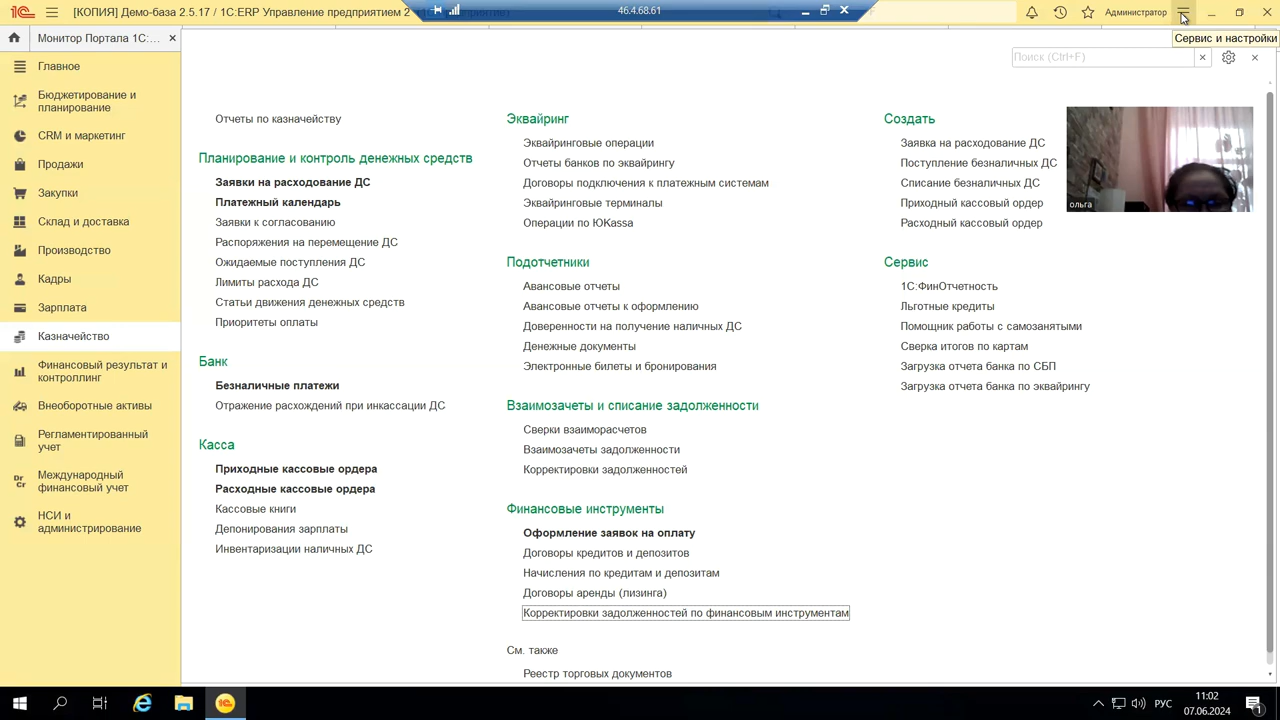 [КОПИЯ] Демо-база 2.5.17 / 1С:ERP Управление предприятием 2
46.4.68.61
Администратор
Монитор Портала 1С:...
Сервис и настройки
Поиск (Ctrl+F)
Главное
Бюджетирование и
планирование
CRM и маркетинг
Продажи
Закупки
Склад и доставка
Производство
Кадры
Зарплата
Казначейство
Финансовый результат и
контроллинг
Внеоборотные активы
Регламентированный
учет
Международный
финансовый учет
НСИ и
администрирование
Отчеты по казначейству
Планирование и контроль денежных средств
Заявки на расходование ДС
Платежный календарь
Заявки к согласованию
Распоряжения на перемещение ДС
Ожидаемые поступления ДС
Лимиты расхода ДС
Статьи движения денежных средств
Приоритеты оплаты
Банк
Безналичные платежи
Отражение расхождений при инкассации ДС
Касса
Приходные кассовые ордера
Расходные кассовые ордера
Кассовые книги
Депонирования зарплаты
Инвентаризации наличных ДС
Эквайринг
Эквайринговые операции
Отчеты банков по эквайрингу
Договоры подключения к платежным системам
Эквайринговые терминалы
Операции по ЮKassa
Подотчетники
Авансовые отчеты
Авансовые отчеты к оформлению
Доверенности на получение наличных ДС
Денежные документы
Электронные билеты и бронирования
Взаимозачеты и списание задолженности
Сверки взаиморасчетов
Взаимозачеты задолженности
Корректировки задолженностей
Финансовые инструменты
Оформление заявок на оплату
Договоры кредитов и депозитов
Начисления по кредитам и депозитам
Договоры аренды (лизинга)
Корректировки задолженностей по финансовым инструментам
См. также
Реестр торговых документов
Создать
Заявка на расходование ДС
Поступление безналичных ДС
Списание безналичных ДС
Приходный кассовый ордер
Расходный кассовый ордер
Сервис
1С:ФинОтчетность
Льготные кредиты
Помощник работы с самозанятыми
Сверка итогов по картам
Загрузка отчета банка по СБП
Загрузка отчета банка по эквайрингу
ольга
РУС
11:02
07.06.2024
1